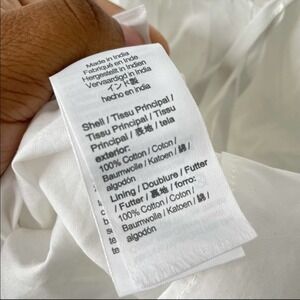 Made in India
Fabriqué en Inde
Hergestellt in Indien
Vervaardigd in Indien
インド製
hecho en india
Shell / Tissu Principal /
Tissu Principal / Tissu
Principal / 表地 / tela
exterior:
100% Cotton / Coton /
Baumwolle / Katoen / 綿 /
algodón
Lining / Doublure / Futter
/ Futter / 裏地 / forro:
100% Cotton / Coton /
Baumwolle / Katoen / 綿 /
algodón